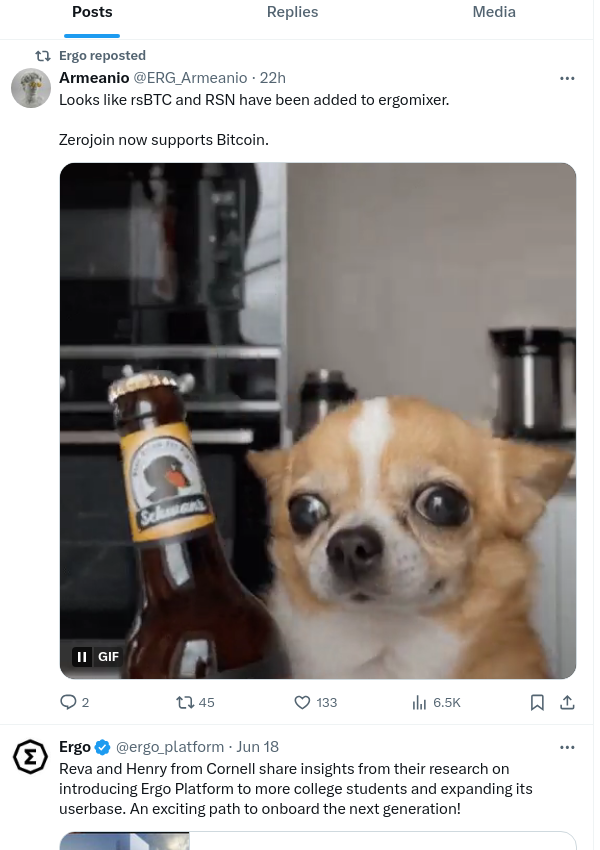 Posts Replies Media
Ergo reposted
Armeanio @ERG_Armeanio · 22h
Looks like rsBTC and RSN have been added to ergomixer.
Zerojoin now supports Bitcoin.
Schwans
GIF
2 45 133 6.5K
Ergo @ergo_platform · Jun 18
Reva and Henry from Cornell share insights from their research on
introducing Ergo Platform to more college students and expanding its
userbase. An exciting path to onboard the next generation!